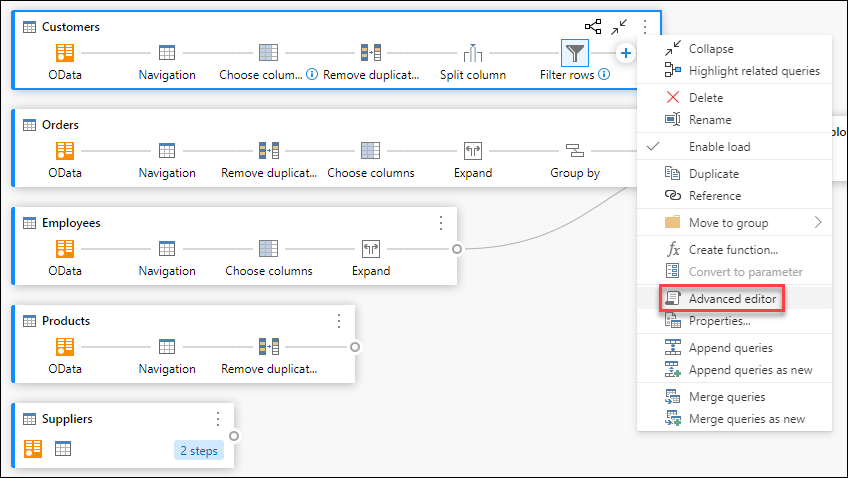 Customers
OData Navigation Choose colum... Remove duplicat... Split column Filter rows
Orders
OData Navigation Remove duplicat... Choose columns Expand Group by
Employees
OData Navigation Choose columns Expand
Products
OData Navigation Remove duplicat...
Suppliers
2 steps
Collapse
Highlight related queries
Delete
Rename
Enable load
Duplicate
Reference
Move to group
fx Create function...
Convert to parameter
Advanced editor
Properties...
Append queries
Append queries as new
Merge queries
Merge queries as new